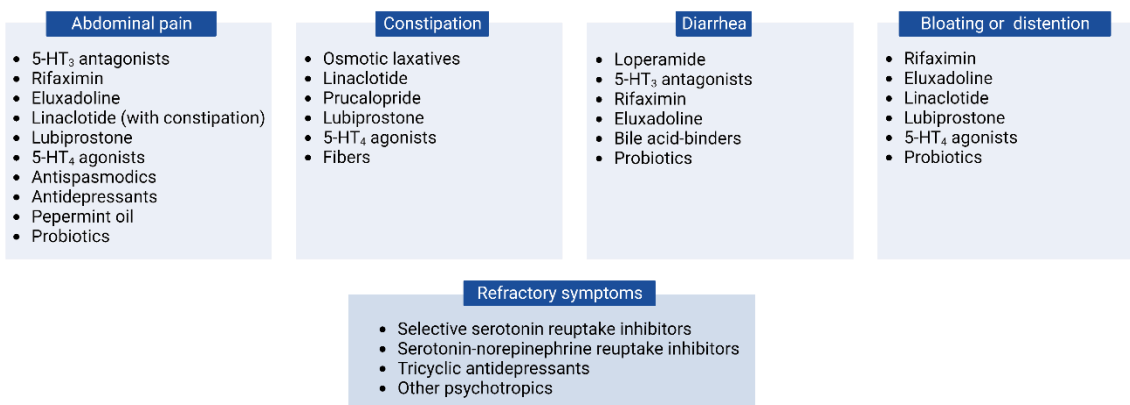 Abdominal pain
• 5-HT₃ antagonists
• Rifaximin
• Eluxadoline
• Linaclotide (with constipation)
• Lubiprostone
• 5-HT₄ agonists
• Antispasmodics
• Antidepressants
• Pepermint oil
• Probiotics
Constipation
• Osmotic laxatives
• Linaclotide
• Prucalopride
• Lubiprostone
• 5-HT₄ agonists
• Fibers
Diarrhea
• Loperamide
• 5-HT₃ antagonists
• Rifaximin
• Eluxadoline
• Bile acid-binders
• Probiotics
Bloating or distention
• Rifaximin
• Eluxadoline
• Linaclotide
• Lubiprostone
• 5-HT₄ agonists
• Probiotics
Refractory symptoms
• Selective serotonin reuptake inhibitors
• Serotonin-norepinephrine reuptake inhibitors
• Tricyclic antidepressants
• Other psychotropics